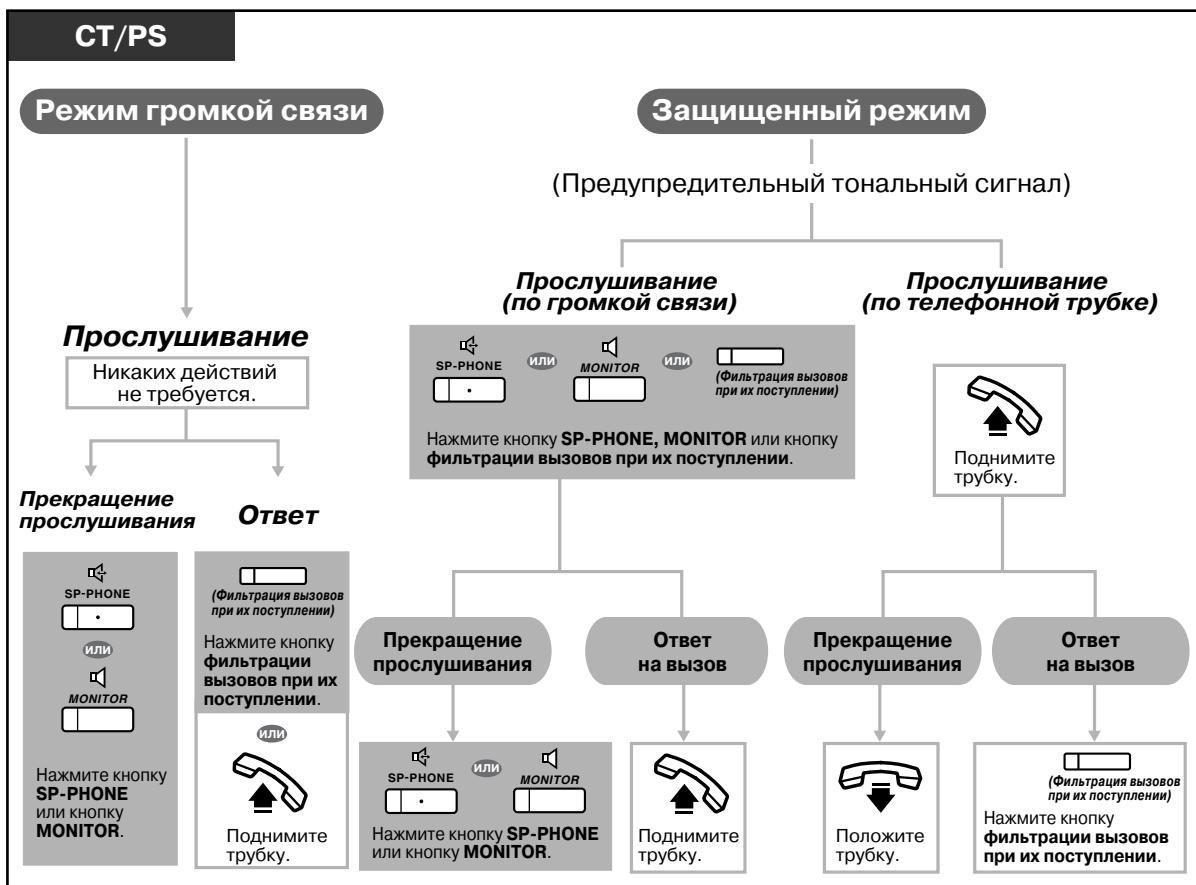 CT/PS
Режим громкой связи
Прослушивание
Никаких действий
не требуется.
Прекращение
прослушивания
SP-PHONE
или
MONITOR
Нажмите кнопку
SP-PHONE
или кнопку
MONITOR.
Ответ
(Фильтрация вызовов
при их поступлении)
Нажмите кнопку
фильтрации
вызовов при их
поступлении.
или
Поднимите
трубку.
Защищенный режим
(Предупредительный тональный сигнал)
Прослушивание
(по громкой связи)
SP-PHONE
или
MONITOR
или
(Фильтрация вызовов
при их поступлении)
Нажмите кнопку SP-PHONE, MONITOR или кнопку
фильтрации вызовов при их поступлении.
Прекращение
прослушивания
SP-PHONE
или
MONITOR
Нажмите кнопку SP-PHONE
или кнопку MONITOR.
Ответ
на вызов
Поднимите
трубку.
Прослушивание
(по телефонной трубке)
Поднимите
трубку.
Прекращение
прослушивания
Положите
трубку.
Ответ
на вызов
(Фильтрация вызовов
при их поступлении)
Нажмите кнопку
фильтрации вызовов
при их поступлении.